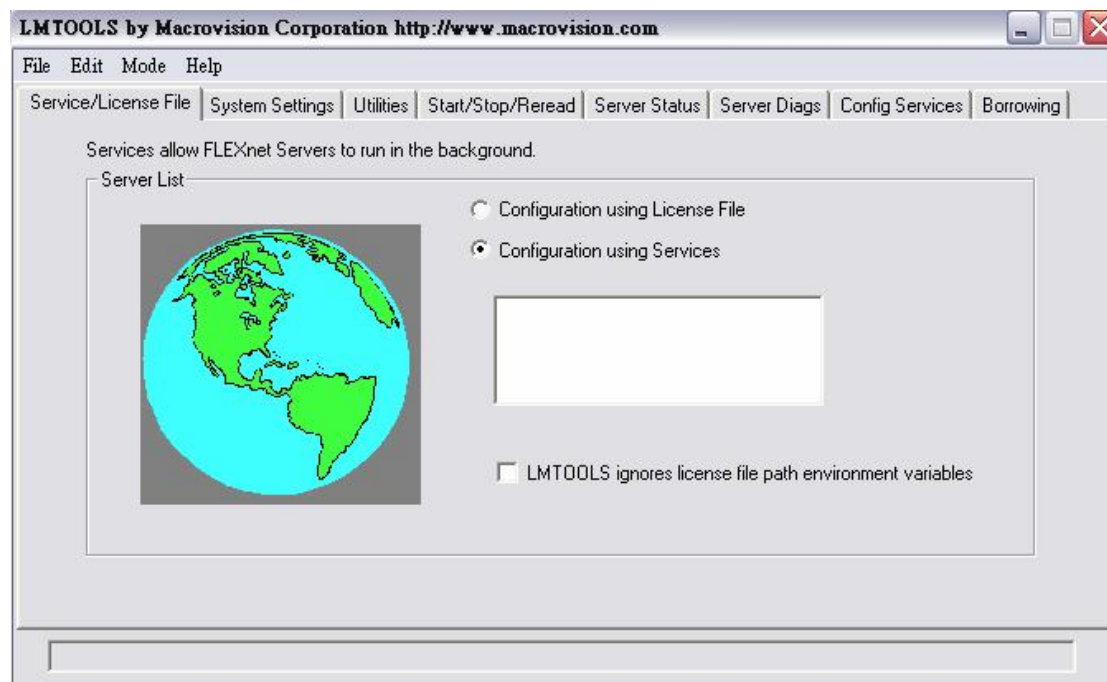 LMTOOLS by Macrovision Corporation http://www.macrovision.com
File Edit Mode Help
Service/License File System Settings Utilities Start/Stop/Reread Server Status Server Diags Config Services Borrowing
Services allow FLEXnet Servers to run in the background.
Server List
Configuration using License File
Configuration using Services
LMTOOLS ignores license file path environment variables